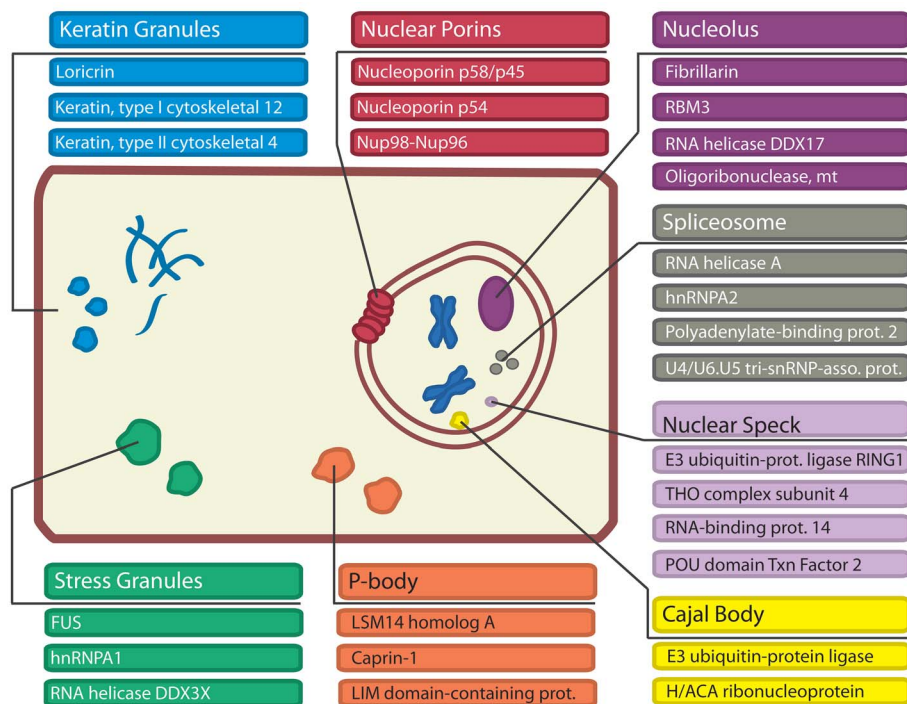 Keratin Granules
Loricrin
Keratin, type I cytoskeletal 12
Keratin, type II cytoskeletal 4
Nuclear Porins
Nucleoporin p58/p45
Nucleoporin p54
Nup98-Nup96
Nucleolus
Fibrillarin
RBM3
RNA helicase DDX17
Oligoribonuclease, mt
Spliceosome
RNA helicase A
hnRNPA2
Polyadenylate-binding prot. 2
U4/U6.U5 tri-snRNP-asso. prot.
Nuclear Speck
E3 ubiquitin-prot. ligase RING1
THO complex subunit 4
RNA-binding prot. 14
POU domain Txn Factor 2
Stress Granules
FUS
hnRNPA1
RNA helicase DDX3X
P-body
LSM14 homolog A
Caprin-1
LIM domain-containing prot.
Cajal Body
E3 ubiquitin-protein ligase
H/ACA ribonucleoprotein